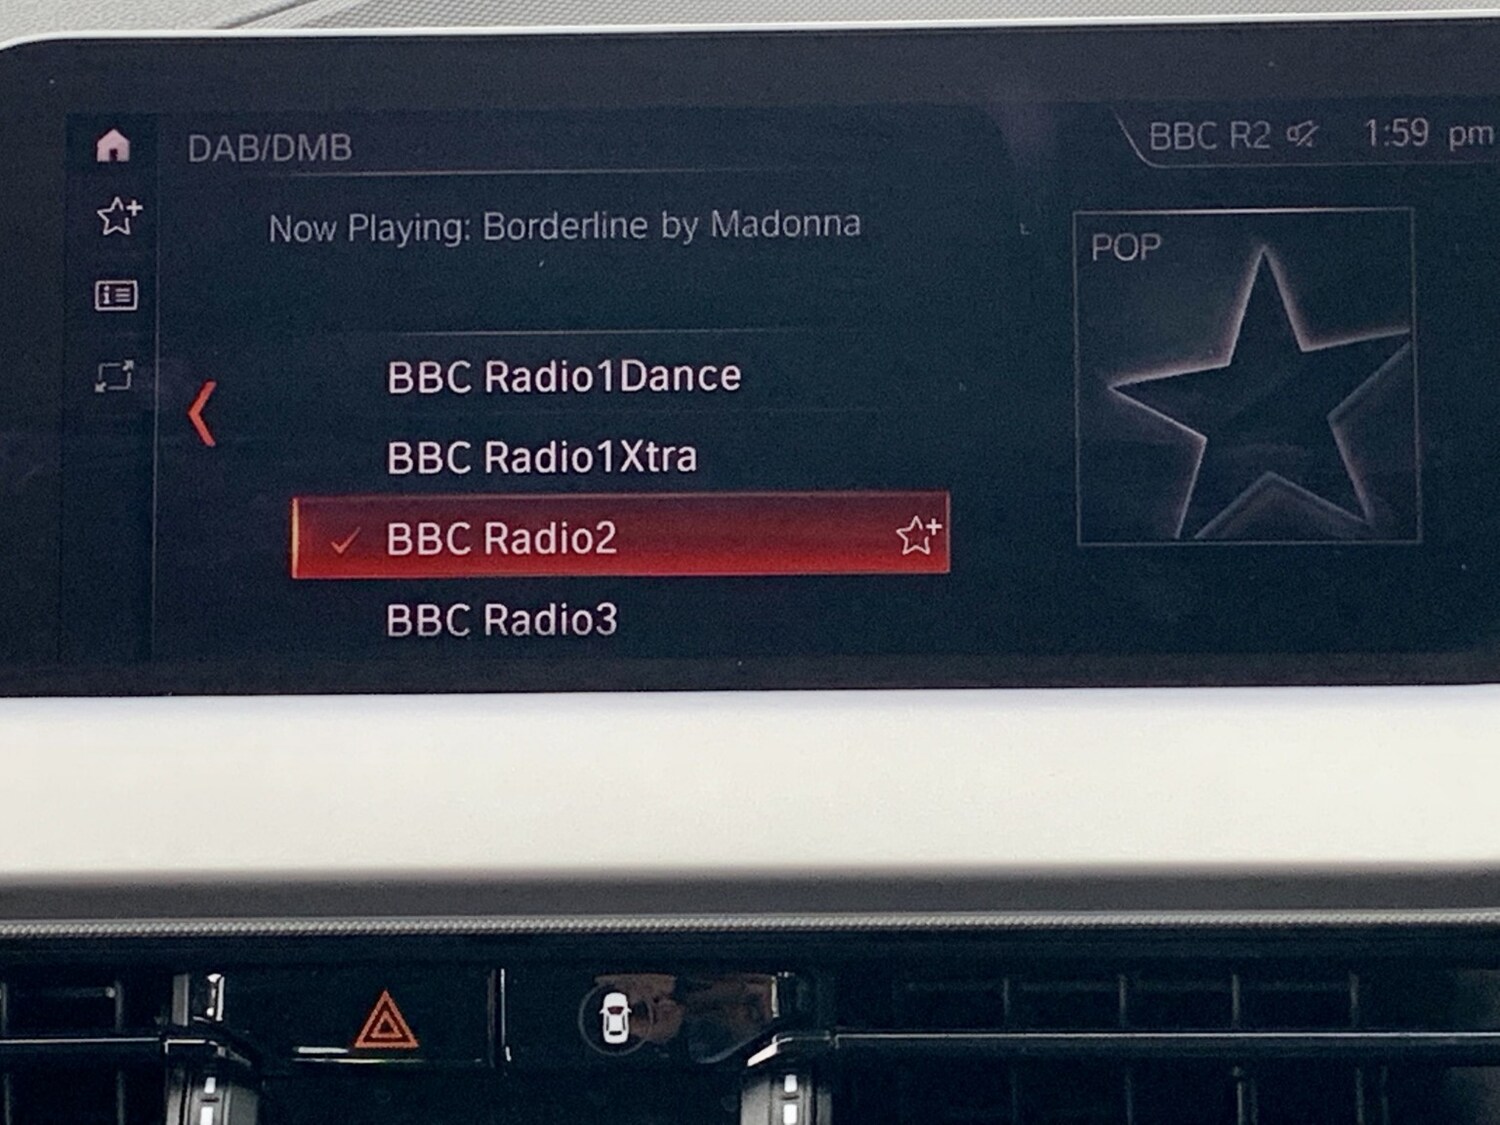 DAB/DMB
BBC R2 1:59 pm
Now Playing: Borderline by Madonna
POP
BBC Radio1Dance
BBC Radio1Xtra
BBC Radio2
BBC Radio3